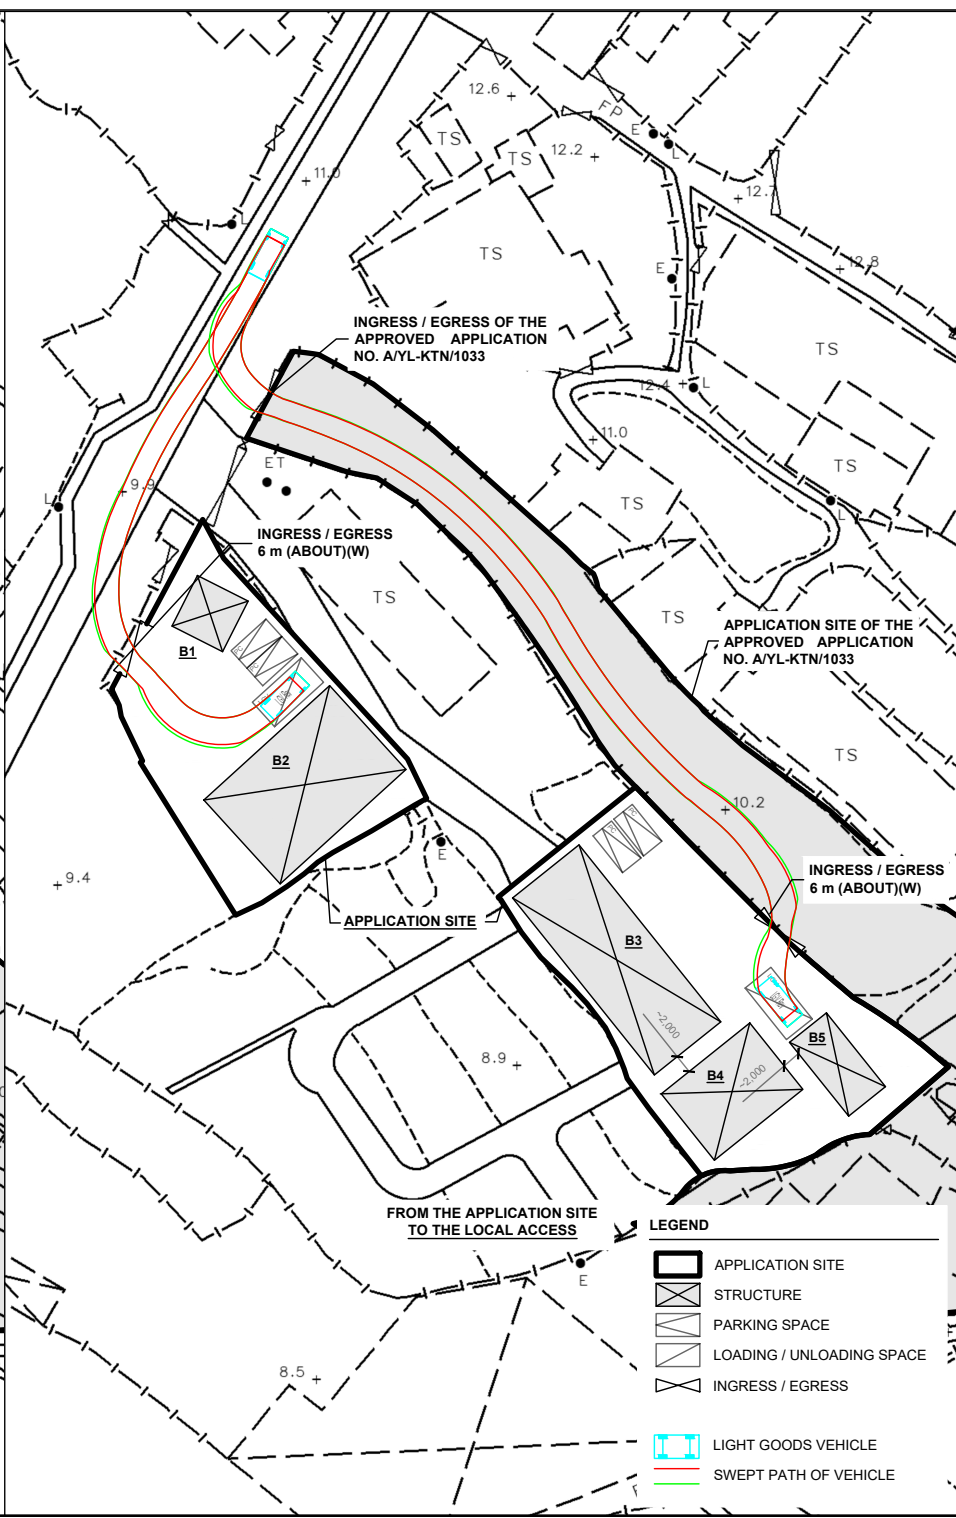 12.6
FP
E
L
TS
TS
12.2
11.0
12.7
L
TS
E
12.8
INGRESS / EGRESS OF THE
APPROVED APPLICATION
NO. A/YL-KTN/1033
TS
12.4
L
11.0
ET
TS
9.9
L
TS
L
INGRESS / EGRESS
6 m (ABOUT)(W)
TS
TS
APPLICATION SITE OF THE
APPROVED APPLICATION
NO. A/YL-KTN/1033
B1
B2
TS
10.2
E
9.4
INGRESS / EGRESS
6 m (ABOUT)(W)
APPLICATION SITE
B3
~2,000
B5
8.9
B4
~2,000
FROM THE APPLICATION SITE
TO THE LOCAL ACCESS
E
LEGEND
APPLICATION SITE
STRUCTURE
PARKING SPACE
LOADING / UNLOADING SPACE
INGRESS / EGRESS
8.5
LIGHT GOODS VEHICLE
SWEPT PATH OF VEHICLE